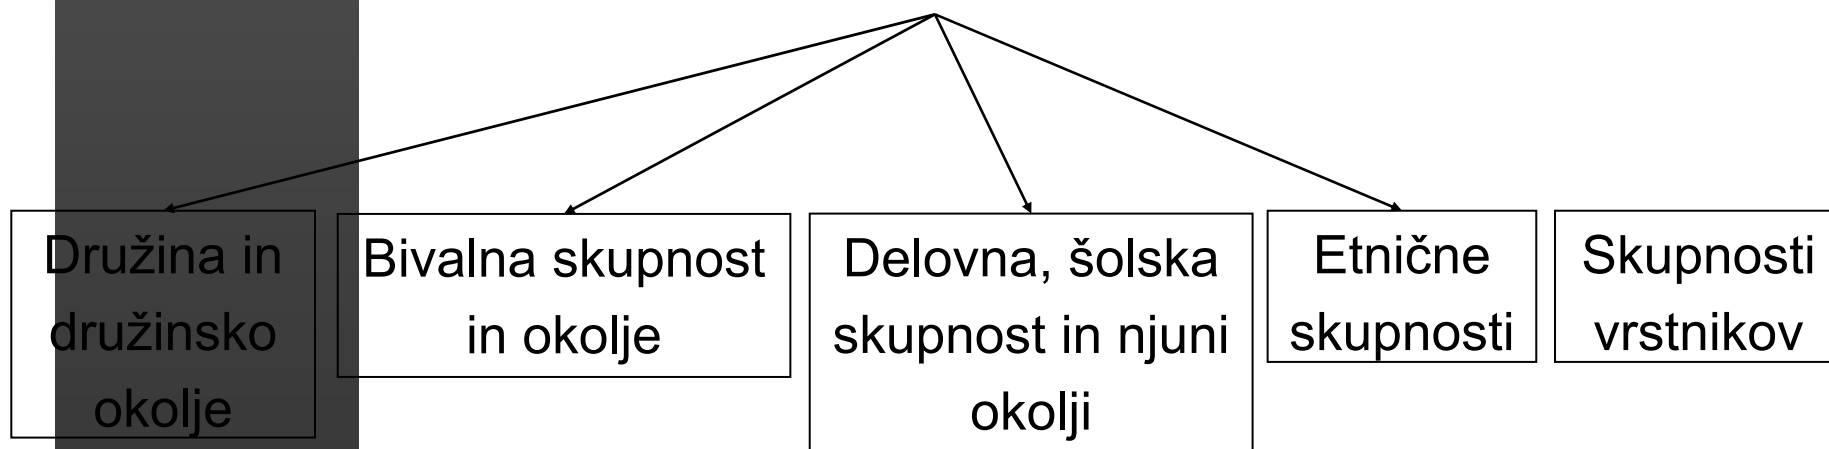 Družina in
družinsko
okolje
Bivalna skupnost
in okolje
Delovna, šolska
skupnost in njuni
okolji
Etnične
skupnosti
Skupnosti
vrstnikov